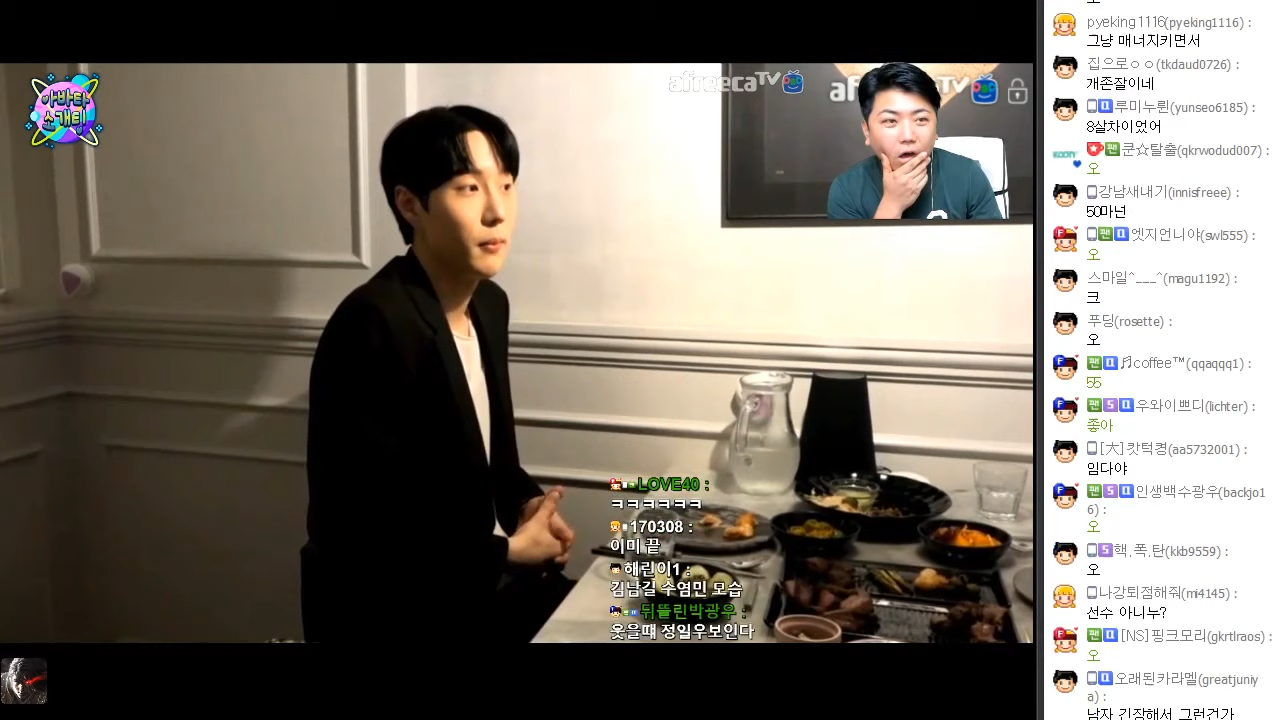 아바타
소개팅
afreecaTV
LOVE40 :
ㅋㅋㅋㅋㅋㅋ
170308 :
이미 끝
해린이1 :
김남길 수염민 모습
뒤뜰린박광우 :
웃을때 정일우보인다
pyeking1116(pyeking1116) :
그냥 매너지키면서
집으로ㅇㅇ(tkdaud0726) :
개존잘이네
루미누뤼(yunseo6185) :
8살차이었어
쿤☆탈출(qkrwodud007) :
오
강남새내기(innisfreee) :
50마넌
엣지언니야(swl555) :
오
스마일^___^(magu1192) :
크
푸딩(rosette) :
오
♬coffee™(qqaqqq1) :
55
우와이쁘디(lichter) :
좋아
[大]캇턱경(aa5732001) :
임다야
인생백수광우(backjo1
6) :
오
핵.폭.탄(kkb9559) :
오
나강퇴점해줘(mi4145) :
선수 아니누?
[NS]핑크모리(gkrtlraos) :
오
오래된카라멜(greatjuniy
a) :
남자 긴장해서 그런건가